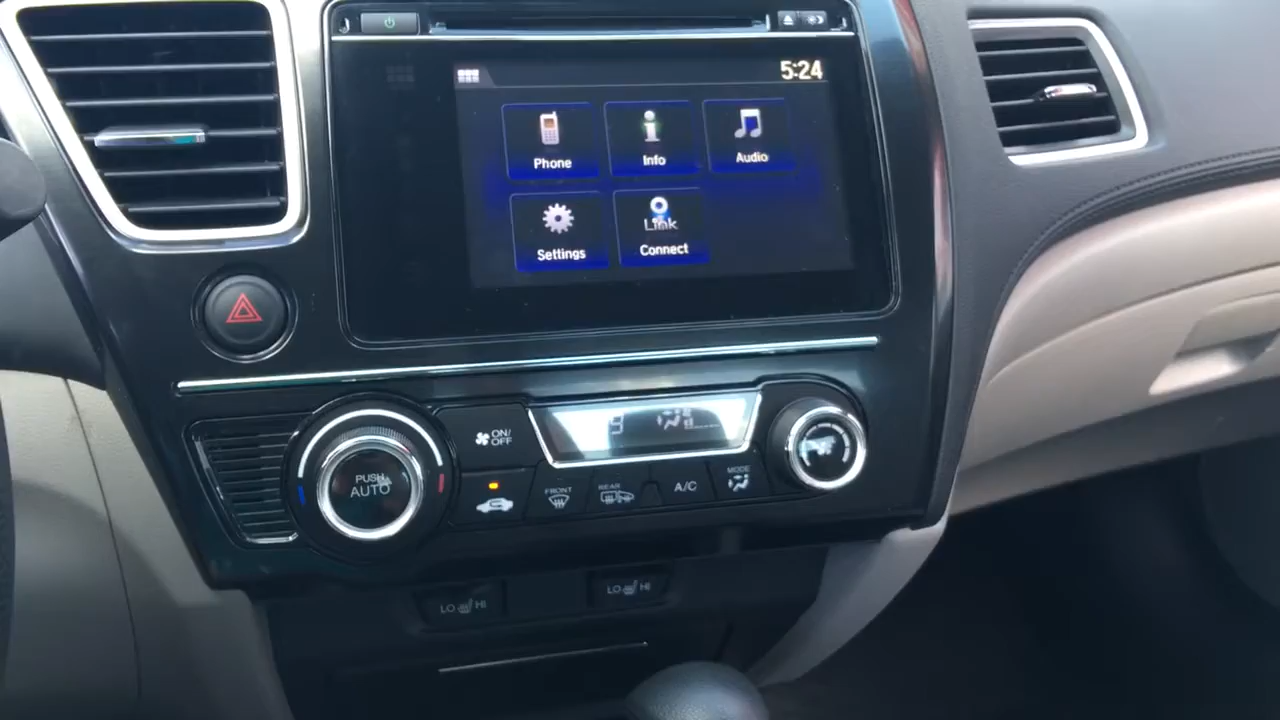 5:24
Phone
Info
Audio
Settings
Link
Connect
ON/
OFF
PUSH
AUTO
FRONT
REAR
A/C
MODE
LO HI
LO HI